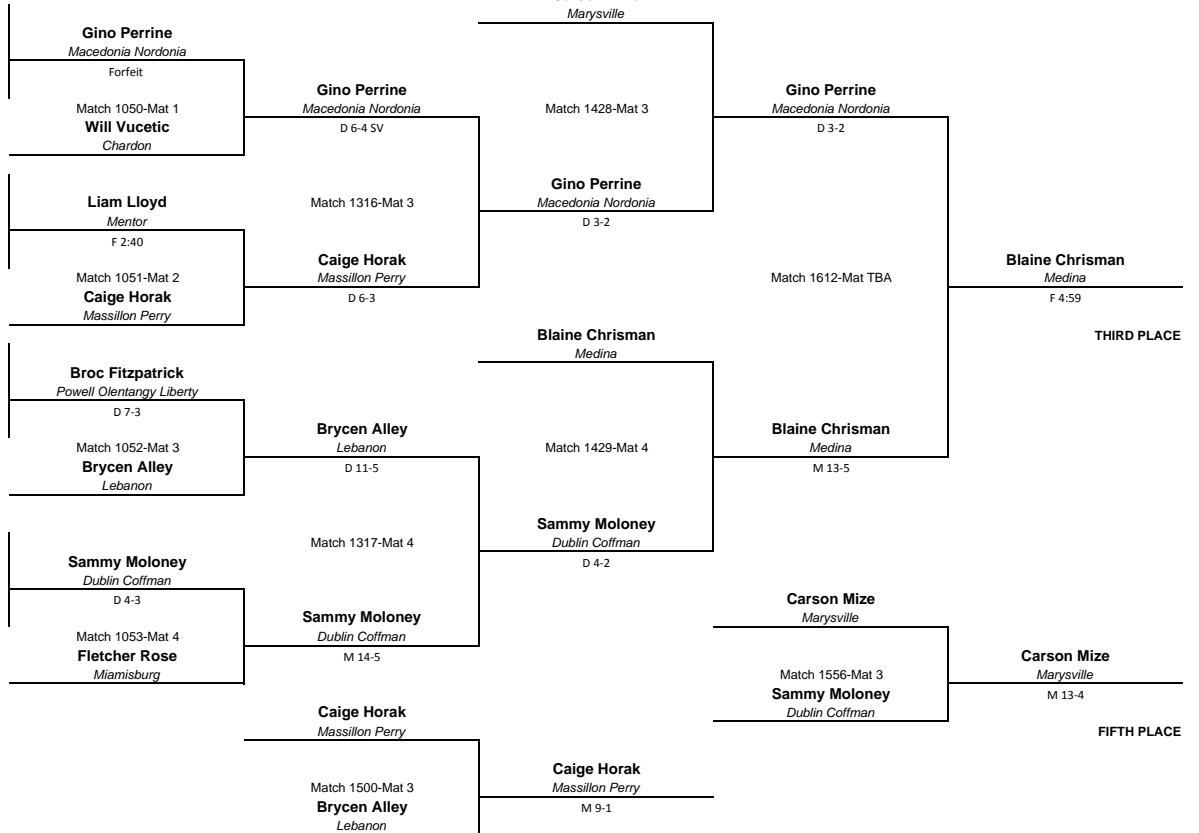 Gino Perrine
Macedonia Nordonia
Forfeit
Match 1050-Mat 1
Will Vucetic
Chardon
Liam Lloyd
Mentor
F 2:40
Match 1051-Mat 2
Caige Horak
Massillon Perry
Broc Fitzpatrick
Powell Olentangy Liberty
D 7-3
Match 1052-Mat 3
Brycen Alley
Lebanon
Sammy Moloney
Dublin Coffman
D 4-3
Match 1053-Mat 4
Fletcher Rose
Miamisburg
Gino Perrine
Macedonia Nordonia
D 6-4 SV
Match 1316-Mat 3
Caige Horak
Massillon Perry
D 6-3
Brycen Alley
Lebanon
D 11-5
Match 1317-Mat 4
Sammy Moloney
Dublin Coffman
M 14-5
Caige Horak
Massillon Perry
Match 1500-Mat 3
Brycen Alley
Lebanon
Marysville
Match 1428-Mat 3
Gino Perrine
Macedonia Nordonia
D 3-2
Blaine Chrisman
Medina
Match 1429-Mat 4
Sammy Moloney
Dublin Coffman
D 4-2
Caige Horak
Massillon Perry
M 9-1
Gino Perrine
Macedonia Nordonia
D 3-2
Match 1612-Mat TBA
Blaine Chrisman
Medina
M 13-5
Carson Mize
Marysville
Match 1556-Mat 3
Sammy Moloney
Dublin Coffman
Blaine Chrisman
Medina
F 4:59
THIRD PLACE
Carson Mize
Marysville
M 13-4
FIFTH PLACE